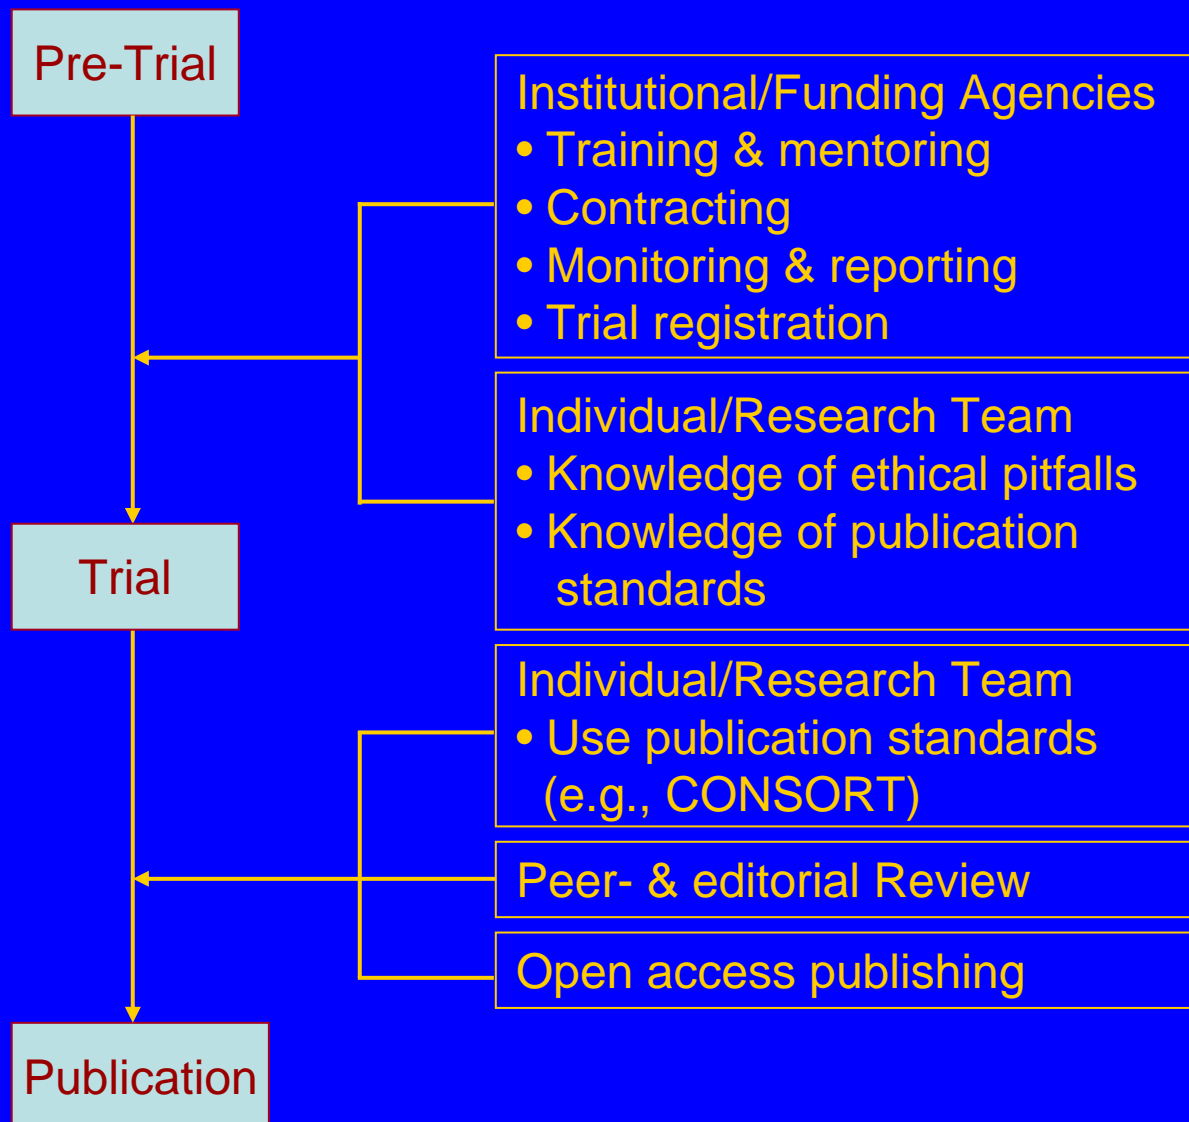 Pre-Trial
Institutional/Funding Agencies
• Training & mentoring
• Contracting
• Monitoring & reporting
• Trial registration
Individual/Research Team
• Knowledge of ethical pitfalls
• Knowledge of publication
standards
Trial
Individual/Research Team
• Use publication standards
(e.g., CONSORT)
Peer- & editorial Review
Open access publishing
Publication